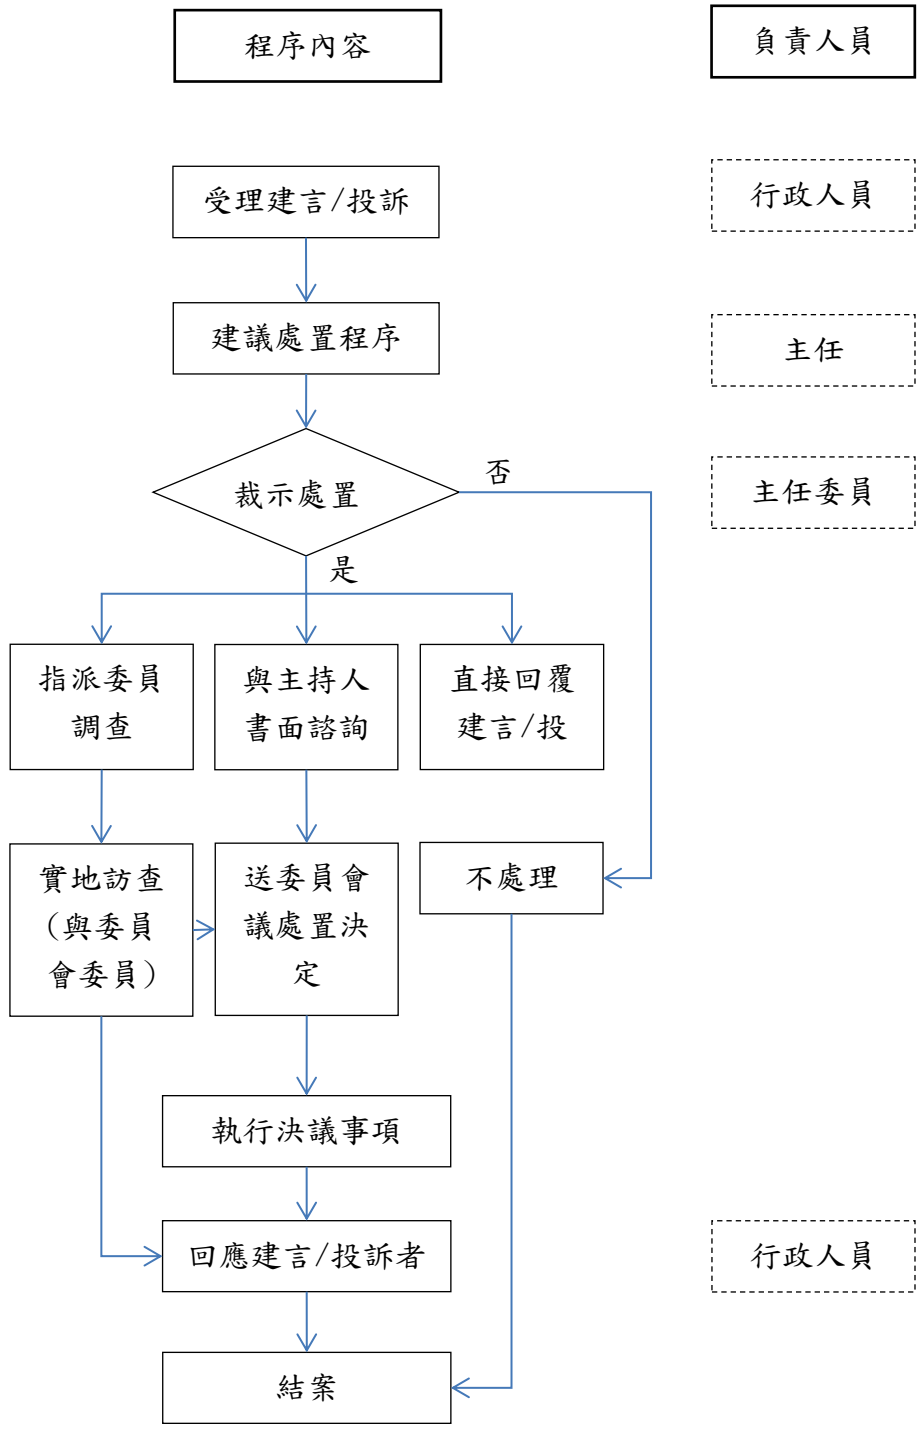 程序內容
負責人員
受理建言/投訴
行政人員
建議處置程序
主任
裁示處置
否
主任委員
是
指派委員
調查
與主持人
書面諮詢
直接回覆
建言/投
實地訪查
(與委員
會委員)
送委員會
議處置決
定
不處理
執行決議事項
回應建言/投訴者
行政人員
結案